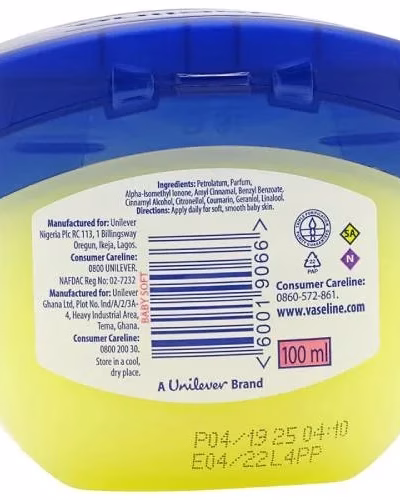 Ingredients: Petrolatum, Parfum,
Alpha-Isomethyl Ionone, Amyl Cinnamal, Benzyl Benzoate,
Cinnamyl Alcohol, Citronellol, Coumarin, Geraniol, Linalool.
Directions: Apply daily for soft, smooth baby skin.
Manufactured for: Unilever
Nigeria Plc RC 113, 1 Billingsway
Oregun, Ikeja, Lagos.
Consumer Careline:
0800 UNILEVER.
NAFDAC Reg No: 02-7232
Manufactured for: Unilever
Ghana Ltd, Plot No. Ind/A/2/3A-
4, Heavy Industrial Area,
Tema, Ghana.
Consumer Careline:
0800 200 30.
Store in a cool,
dry place.
BABY SOFT
<6001 9066>
SA
N
22
PAP
Consumer Careline:
0860-572-861.
www.vaseline.com
100 ml
A Unilever Brand
P04/19 25 04:10
E04/22L4PP